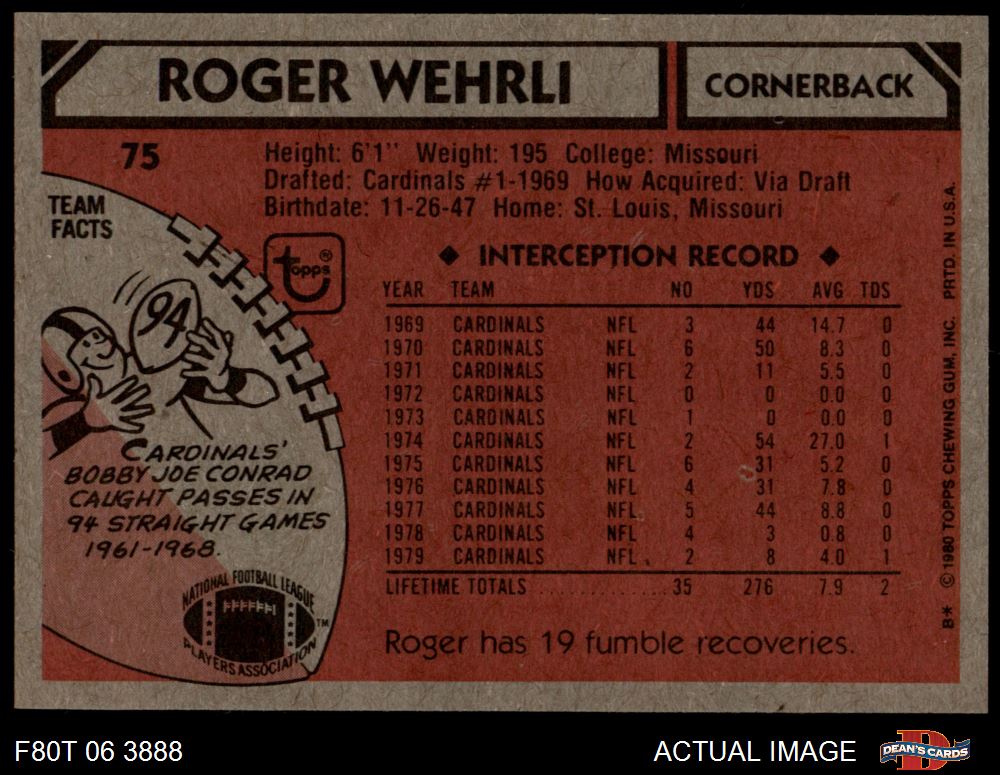 ROGER WEHRLI
CORNERBACK
75
Height: 6'1" Weight: 195 College: Missouri
Drafted: Cardinals #1-1969 How Acquired: Via Draft
Birthdate: 11-26-47 Home: St. Louis, Missouri
TEAM
FACTS
topps®
94
CARDINALS'
BOBBY JOE CONRAD
CAUGHT PASSES IN
94 STRAIGHT GAMES
1961-1968.
NATIONAL FOOTBALL LEAGUE
PLAYERS ASSOCIATION
TM
◆ INTERCEPTION RECORD ◆
YEAR TEAM NO YDS AVG TDS
1969 CARDINALS NFL 3 44 14.7 0
1970 CARDINALS NFL 6 50 8.3 0
1971 CARDINALS NFL 2 11 5.5 0
1972 CARDINALS NFL 0 0 0.0 0
1973 CARDINALS NFL 1 0 0.0 0
1974 CARDINALS NFL 2 54 27.0 1
1975 CARDINALS NFL 6 31 5.2 0
1976 CARDINALS NFL 4 31 7.8 0
1977 CARDINALS NFL 5 44 8.8 0
1978 CARDINALS NFL 4 3 0.8 0
1979 CARDINALS NFL 2 8 4.0 1
LIFETIME TOTALS ............ 35 276 7.9 2
Roger has 19 fumble recoveries.
B* © 1980 TOPPS CHEWING GUM, INC. PRTD. IN U.S.A.
F80T 06 3888
ACTUAL IMAGE
D
DEAN'S CARDS